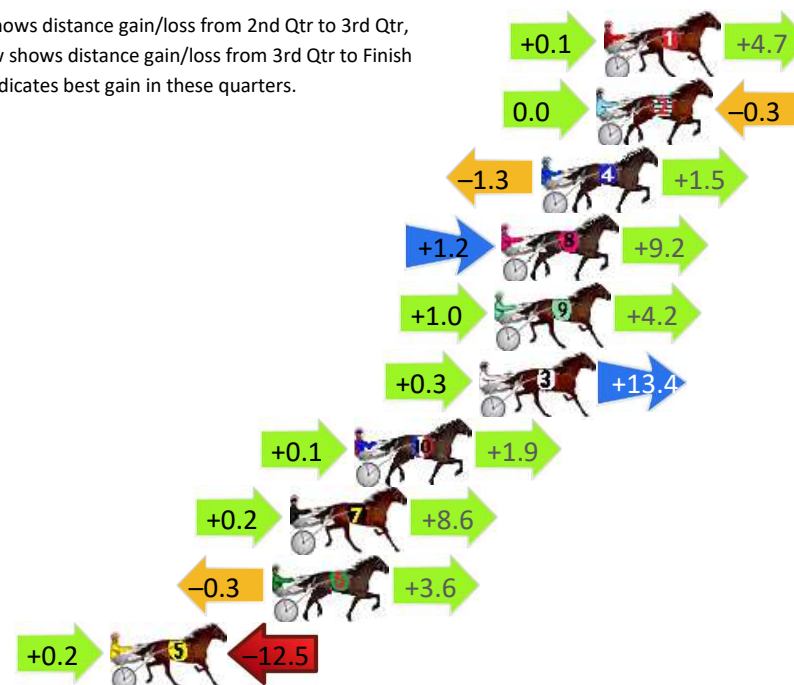 hows distance gain/loss from 2nd Qtr to 3rd Qtr,
w shows distance gain/loss from 3rd Qtr to Finish
dicates best gain in these quarters.
+0.1 1 +4.7
0.0 2 –0.3
–1.3 4 +1.5
+1.2 8 +9.2
+1.0 9 +4.2
+0.3 3 +13.4
+0.1 10 +1.9
+0.2 7 +8.6
–0.3 6 +3.6
+0.2 5 –12.5